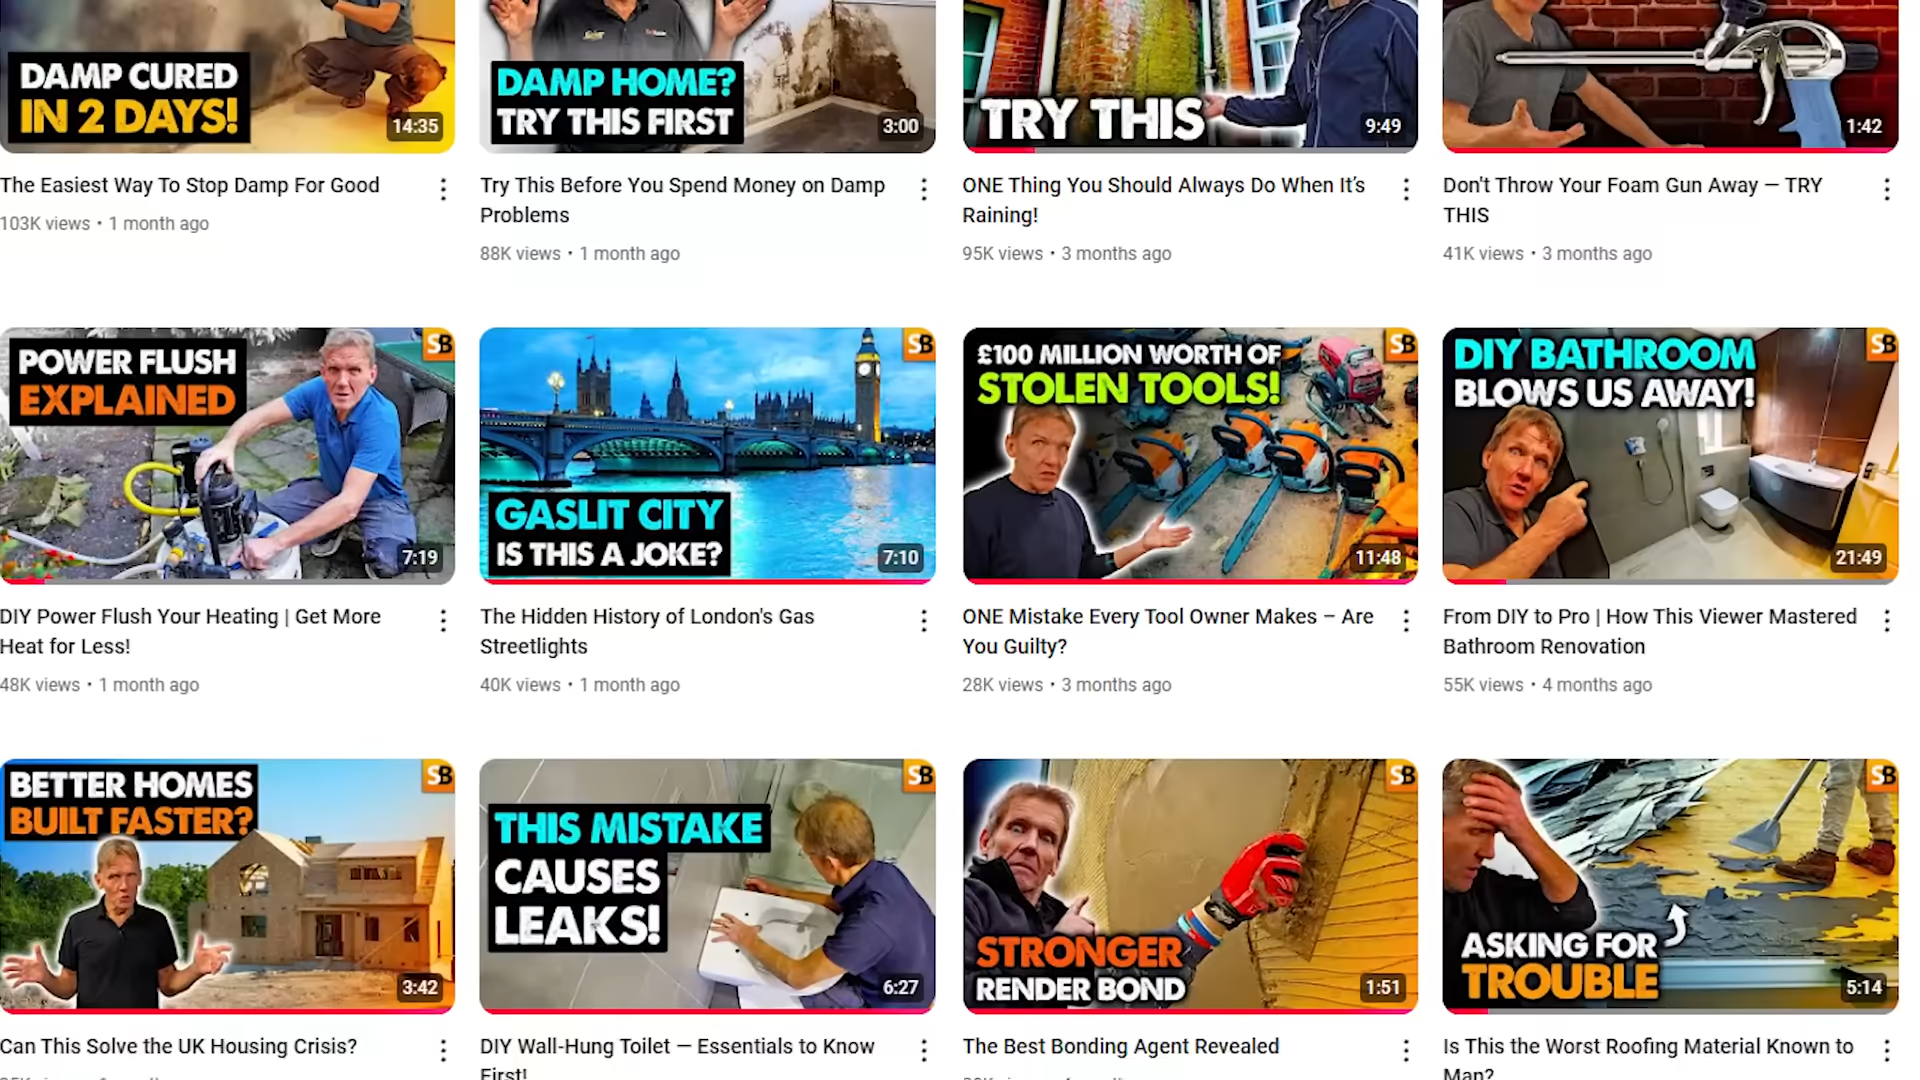 DAMP CURED
IN 2 DAYS!
14:35
DAMP HOME?
TRY THIS FIRST
3:00
TRY THIS
9:49
1:42
The Easiest Way To Stop Damp For Good
103K views • 1 month ago
Try This Before You Spend Money on Damp
Problems
88K views • 1 month ago
ONE Thing You Should Always Do When It’s
Raining!
95K views • 3 months ago
Don't Throw Your Foam Gun Away — TRY
THIS
41K views • 3 months ago
POWER FLUSH
EXPLAINED
SB
7:19
SB
GASLIT CITY
IS THIS A JOKE?
7:10
£100 MILLION WORTH OF
STOLEN TOOLS!
SB
11:48
DIY BATHROOM
BLOWS US AWAY!
SB
21:49
DIY Power Flush Your Heating | Get More
Heat for Less!
48K views • 1 month ago
The Hidden History of London's Gas
Streetlights
40K views • 1 month ago
ONE Mistake Every Tool Owner Makes – Are
You Guilty?
28K views • 3 months ago
From DIY to Pro | How This Viewer Mastered
Bathroom Renovation
55K views • 4 months ago
BETTER HOMES
BUILT FASTER?
SB
3:42
SB
THIS MISTAKE
CAUSES
LEAKS!
6:27
SB
STRONGER
RENDER BOND
1:51
SB
ASKING FOR
TROUBLE
5:14
Can This Solve the UK Housing Crisis?
DIY Wall-Hung Toilet — Essentials to Know
First!
The Best Bonding Agent Revealed
Is This the Worst Roofing Material Known to
Man?